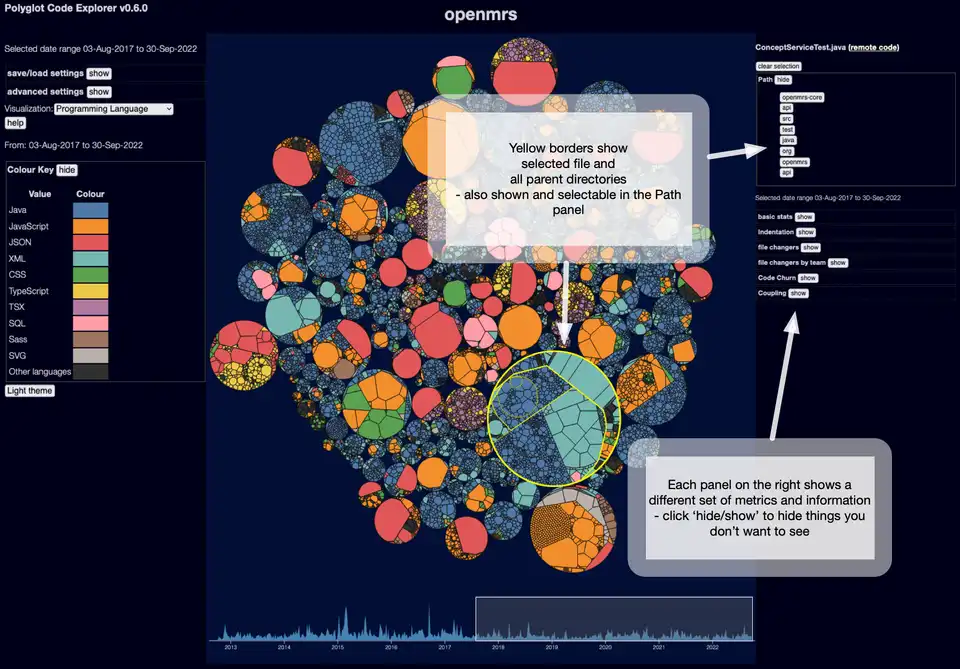 Polyglot Code Explorer v0.6.0
openmrs
Selected date range 03-Aug-2017 to 30-Sep-2022
save/load settings show
advanced settings show
Visualization: Programming Language
help
From: 03-Aug-2017 to 30-Sep-2022
Colour Key hide
Value Colour
Java
JavaScript
JSON
XML
CSS
TypeScript
TSX
SQL
Sass
SVG
Other languages
Light theme
Yellow borders show
selected file and
all parent directories
- also shown and selectable in the Path
panel
ConceptServiceTest.java (remote code)
clear selection
Path hide
openmrs-core
api
src
test
java
org
openmrs
api
Selected date range 03-Aug-2017 to 30-Sep-2022
basic stats show
Indentation show
file changers show
file changers by team show
Code Churn show
Coupling show
Each panel on the right shows a
different set of metrics and information
- click ‘hide/show’ to hide things you
don’t want to see
2013 2014 2015 2016 2017 2018 2019 2020 2021 2022